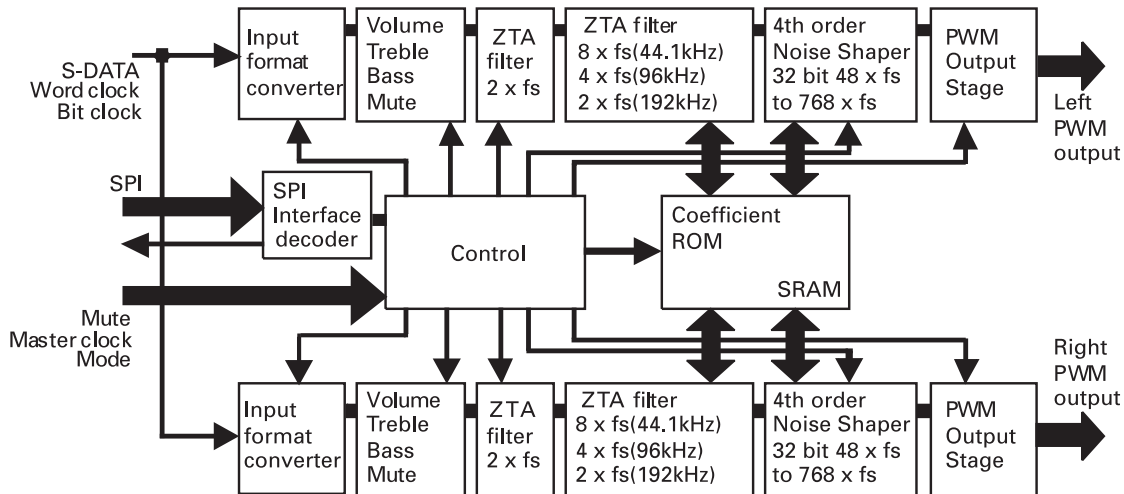 S-DATA
Word clock
Bit clock
Input
format
converter
Volume
Treble
Bass
Mute
ZTA
filter
2 x fs
ZTA filter
8 x fs(44.1kHz)
4 x fs(96kHz)
2 x fs(192kHz)
4th order
Noise Shaper
32 bit 48 x fs
to 768 x fs
PWM
Output
Stage
Left
PWM
output
SPI
SPI
Interface
decoder
Control
Coefficient
ROM
SRAM
Mute
Master clock
Mode
Input
format
converter
Volume
Treble
Bass
Mute
ZTA
filter
2 x fs
ZTA filter
8 x fs(44.1kHz)
4 x fs(96kHz)
2 x fs(192kHz)
4th order
Noise Shaper
32 bit 48 x fs
to 768 x fs
PWM
Output
Stage
Right
PWM
output